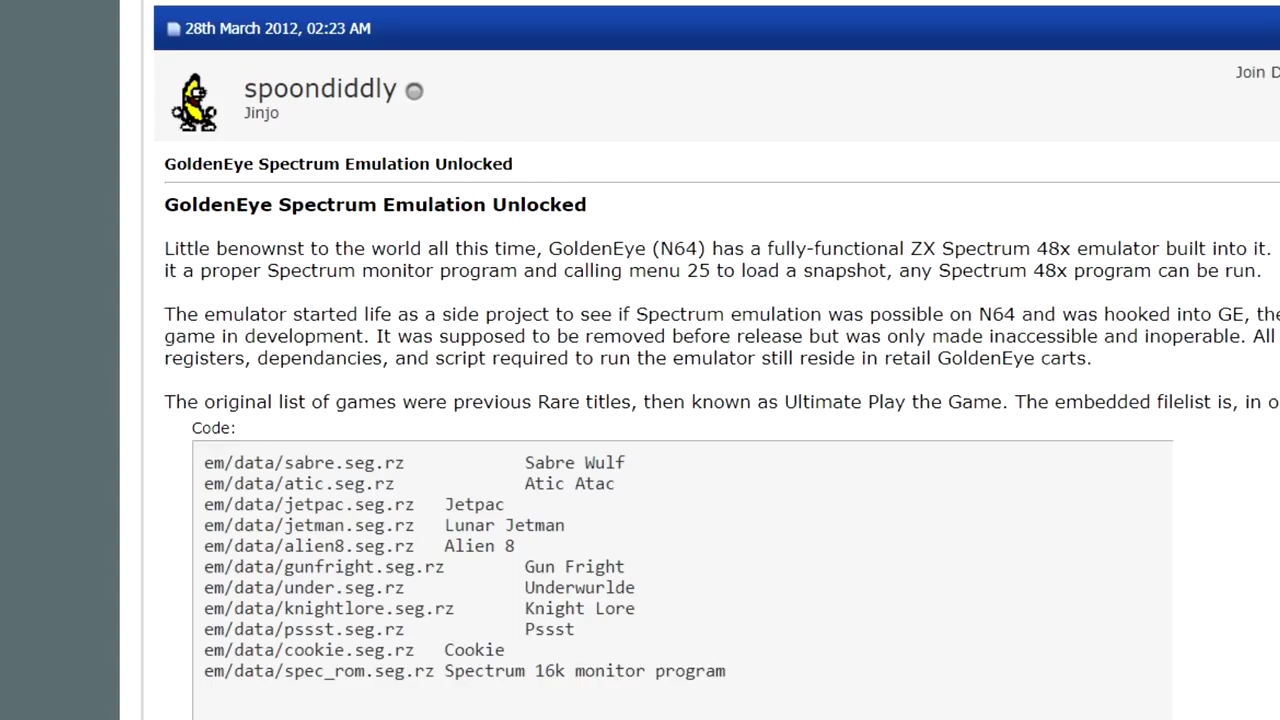 28th March 2012, 02:23 AM
Join D
spoondiddly
Jinjo
GoldenEye Spectrum Emulation Unlocked
GoldenEye Spectrum Emulation Unlocked
Little benownst to the world all this time, GoldenEye (N64) has a fully-functional ZX Spectrum 48x emulator built into it.
it a proper Spectrum monitor program and calling menu 25 to load a snapshot, any Spectrum 48x program can be run.
The emulator started life as a side project to see if Spectrum emulation was possible on N64 and was hooked into GE, the
game in development. It was supposed to be removed before release but was only made inaccessible and inoperable. All
registers, dependancies, and script required to run the emulator still reside in retail GoldenEye carts.
The original list of games were previous Rare titles, then known as Ultimate Play the Game. The embedded filelist is, in o
Code:
em/data/sabre.seg.rz Sabre Wulf
em/data/atic.seg.rz Atic Atac
em/data/jetpac.seg.rz Jetpac
em/data/jetman.seg.rz Lunar Jetman
em/data/alien8.seg.rz Alien 8
em/data/gunfright.seg.rz Gun Fright
em/data/under.seg.rz Underwurlde
em/data/knightlore.seg.rz Knight Lore
em/data/pssst.seg.rz Pssst
em/data/cookie.seg.rz Cookie
em/data/spec_rom.seg.rz Spectrum 16k monitor program